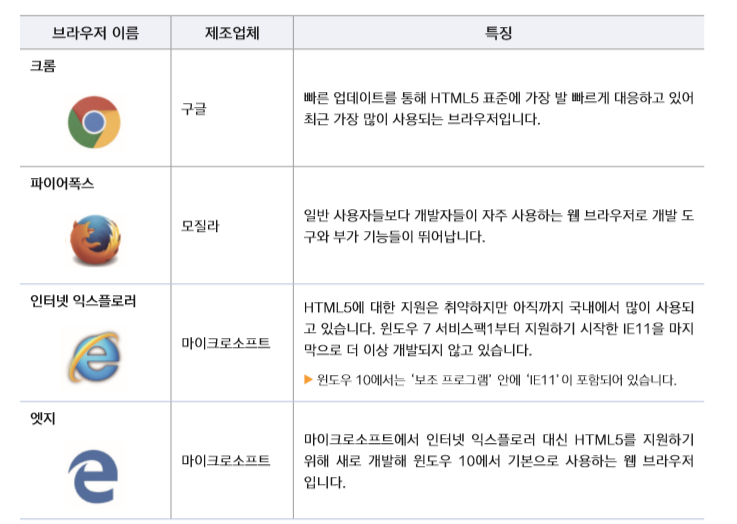 브라우저 이름 제조업체 특징
크롬
구글
빠른 업데이트를 통해 HTML5 표준에 가장 발 빠르게 대응하고 있어
최근 가장 많이 사용되는 브라우저입니다.
파이어폭스
모질라
일반 사용자들보다 개발자들이 자주 사용하는 웹 브라우저로 개발 도
구와 부가 기능들이 뛰어납니다.
인터넷 익스플로러
마이크로소프트
HTML5에 대한 지원은 취약하지만 아직까지 국내에서 많이 사용되
고 있습니다. 윈도우 7 서비스팩1부터 지원하기 시작한 IE11을 마지
막으로 더 이상 개발되지 않고 있습니다.
▶ 윈도우 10에서는 ‘보조 프로그램’ 안에 ‘IE11’이 포함되어 있습니다.
엣지
마이크로소프트
마이크로소프트에서 인터넷 익스플로러 대신 HTML5를 지원하기
위해 새로 개발해 윈도우 10에서 기본으로 사용하는 웹 브라우저
입니다.